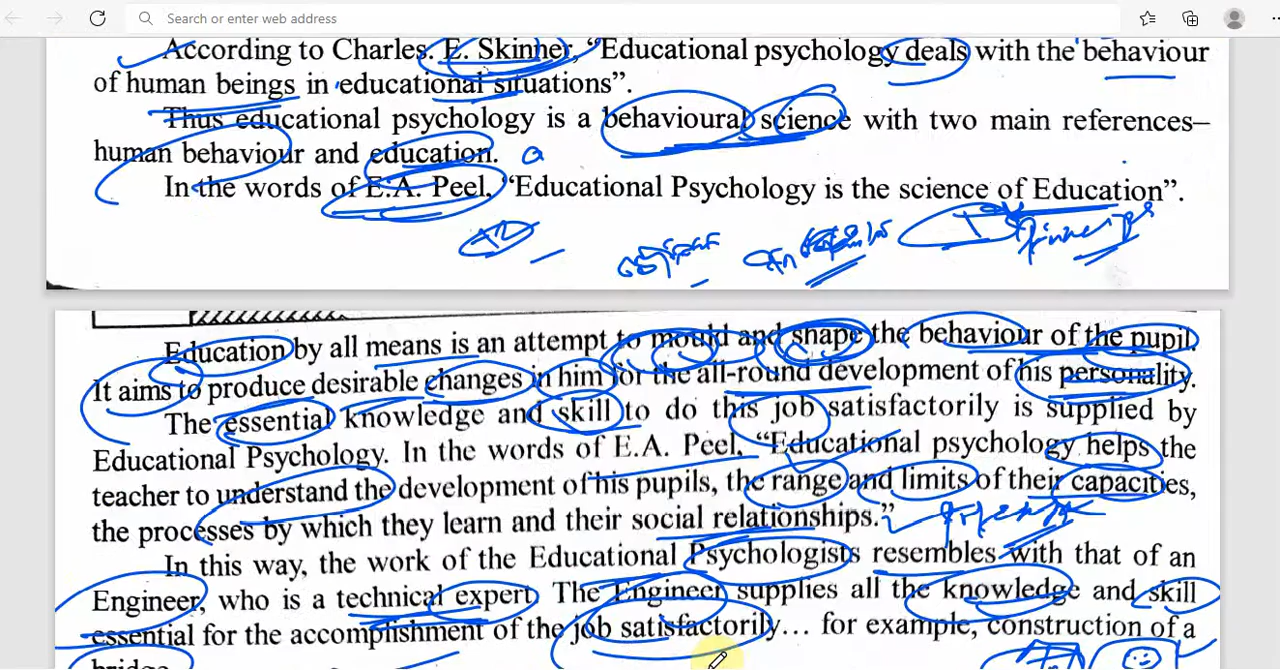 Search or enter web address
According to Charles. E. Skinner, “Educational psychology deals with the behaviour
of human beings in educational situations”.
Thus educational psychology is a behavioural science with two main references–
human behaviour and education.
In the words of E.A. Peel, “Educational Psychology is the science of Education”.
Education by all means is an attempt to mould and shape the behaviour of the pupil.
It aims to produce desirable changes in him for the all-round development of his personality.
The essential knowledge and skill to do this job satisfactorily is supplied by
Educational Psychology. In the words of E.A. Peel, “Educational psychology helps the
teacher to understand the development of his pupils, the range and limits of their capacities,
the processes by which they learn and their social relationships.”
In this way, the work of the Educational Psychologists resembles with that of an
Engineer, who is a technical expert. The Engineer supplies all the knowledge and skill
essential for the accomplishment of the job satisfactorily... for example, construction of a
bridge